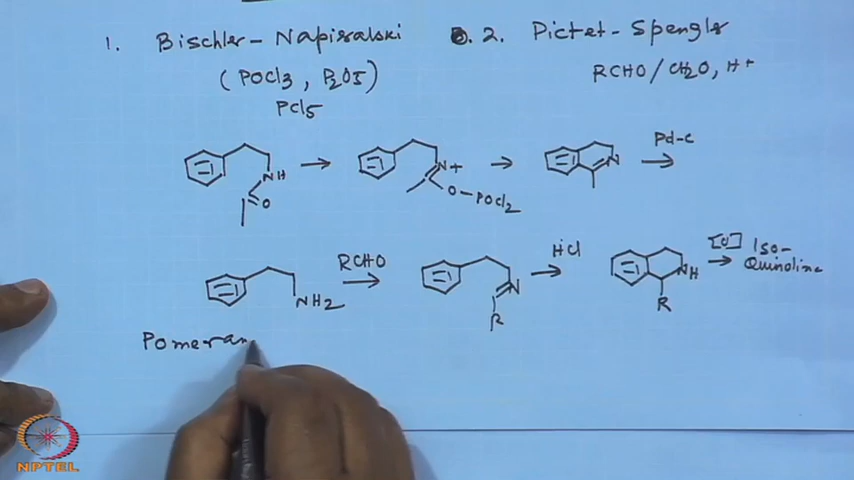 1. Bischler-Napiralski 2. Pictet-Spengler
(POCl3, P2O5) RCHO/CH2O, H+
PCl5
NH O N+ O-POCl2 N Pd-C
NH2 RCHO N R HCl NH R [O] Iso-
Quinoline
Pomeran
NPTEL